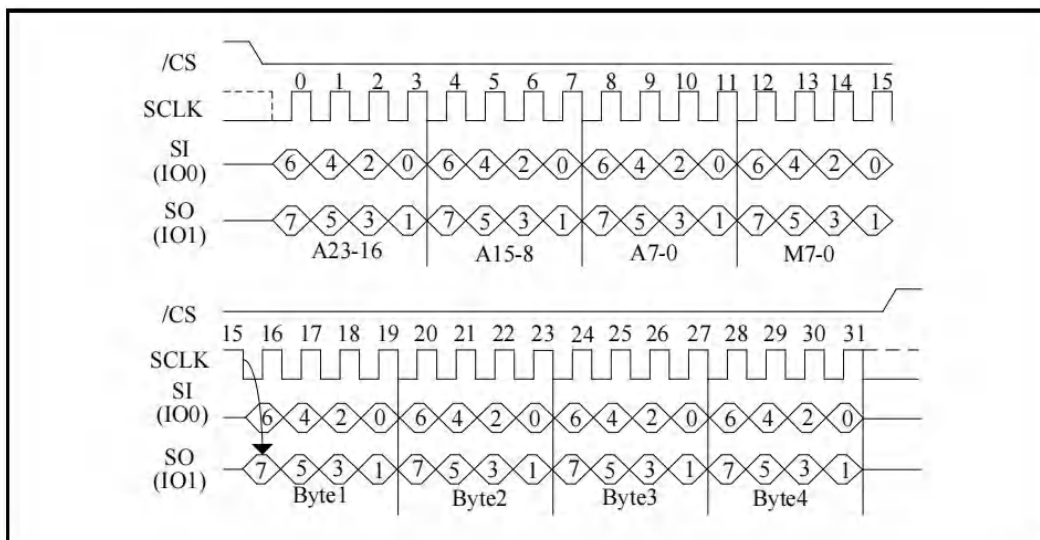 /CS
0 1 2 3 4 5 6 7 8 9 10 11 12 13 14 15
SCLK
SI
(IO0)
6 4 2 0 6 4 2 0 6 4 2 0 6 4 2 0
SO
(IO1)
7 5 3 1 7 5 3 1 7 5 3 1 7 5 3 1
A23-16 A15-8 A7-0 M7-0
/CS
15 16 17 18 19 20 21 22 23 24 25 26 27 28 29 30 31
SCLK
SI
(IO0)
6 4 2 0 6 4 2 0 6 4 2 0 6 4 2 0
SO
(IO1)
7 5 3 1 7 5 3 1 7 5 3 1 7 5 3 1
Byte1 Byte2 Byte3 Byte4